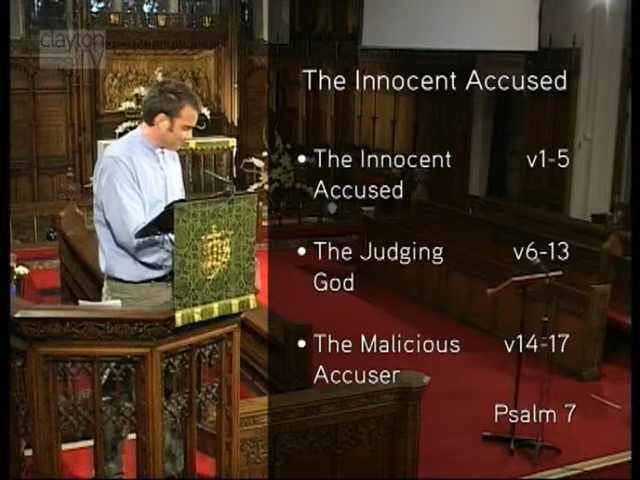 clayton
TV
The Innocent Accused
• The Innocent Accused v1-5
• The Judging God v6-13
• The Malicious Accuser v14-17
Psalm 7